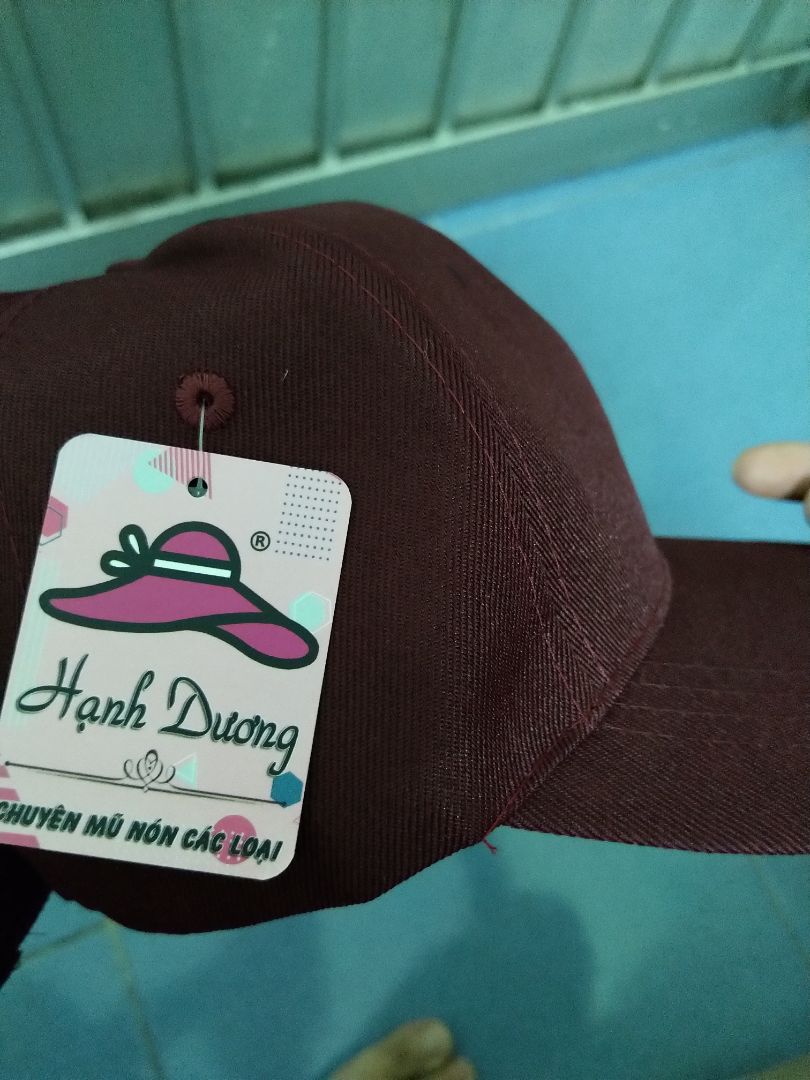 ®
Hạnh Dương
CHUYÊN MŨ NÓN CÁC LOẠI